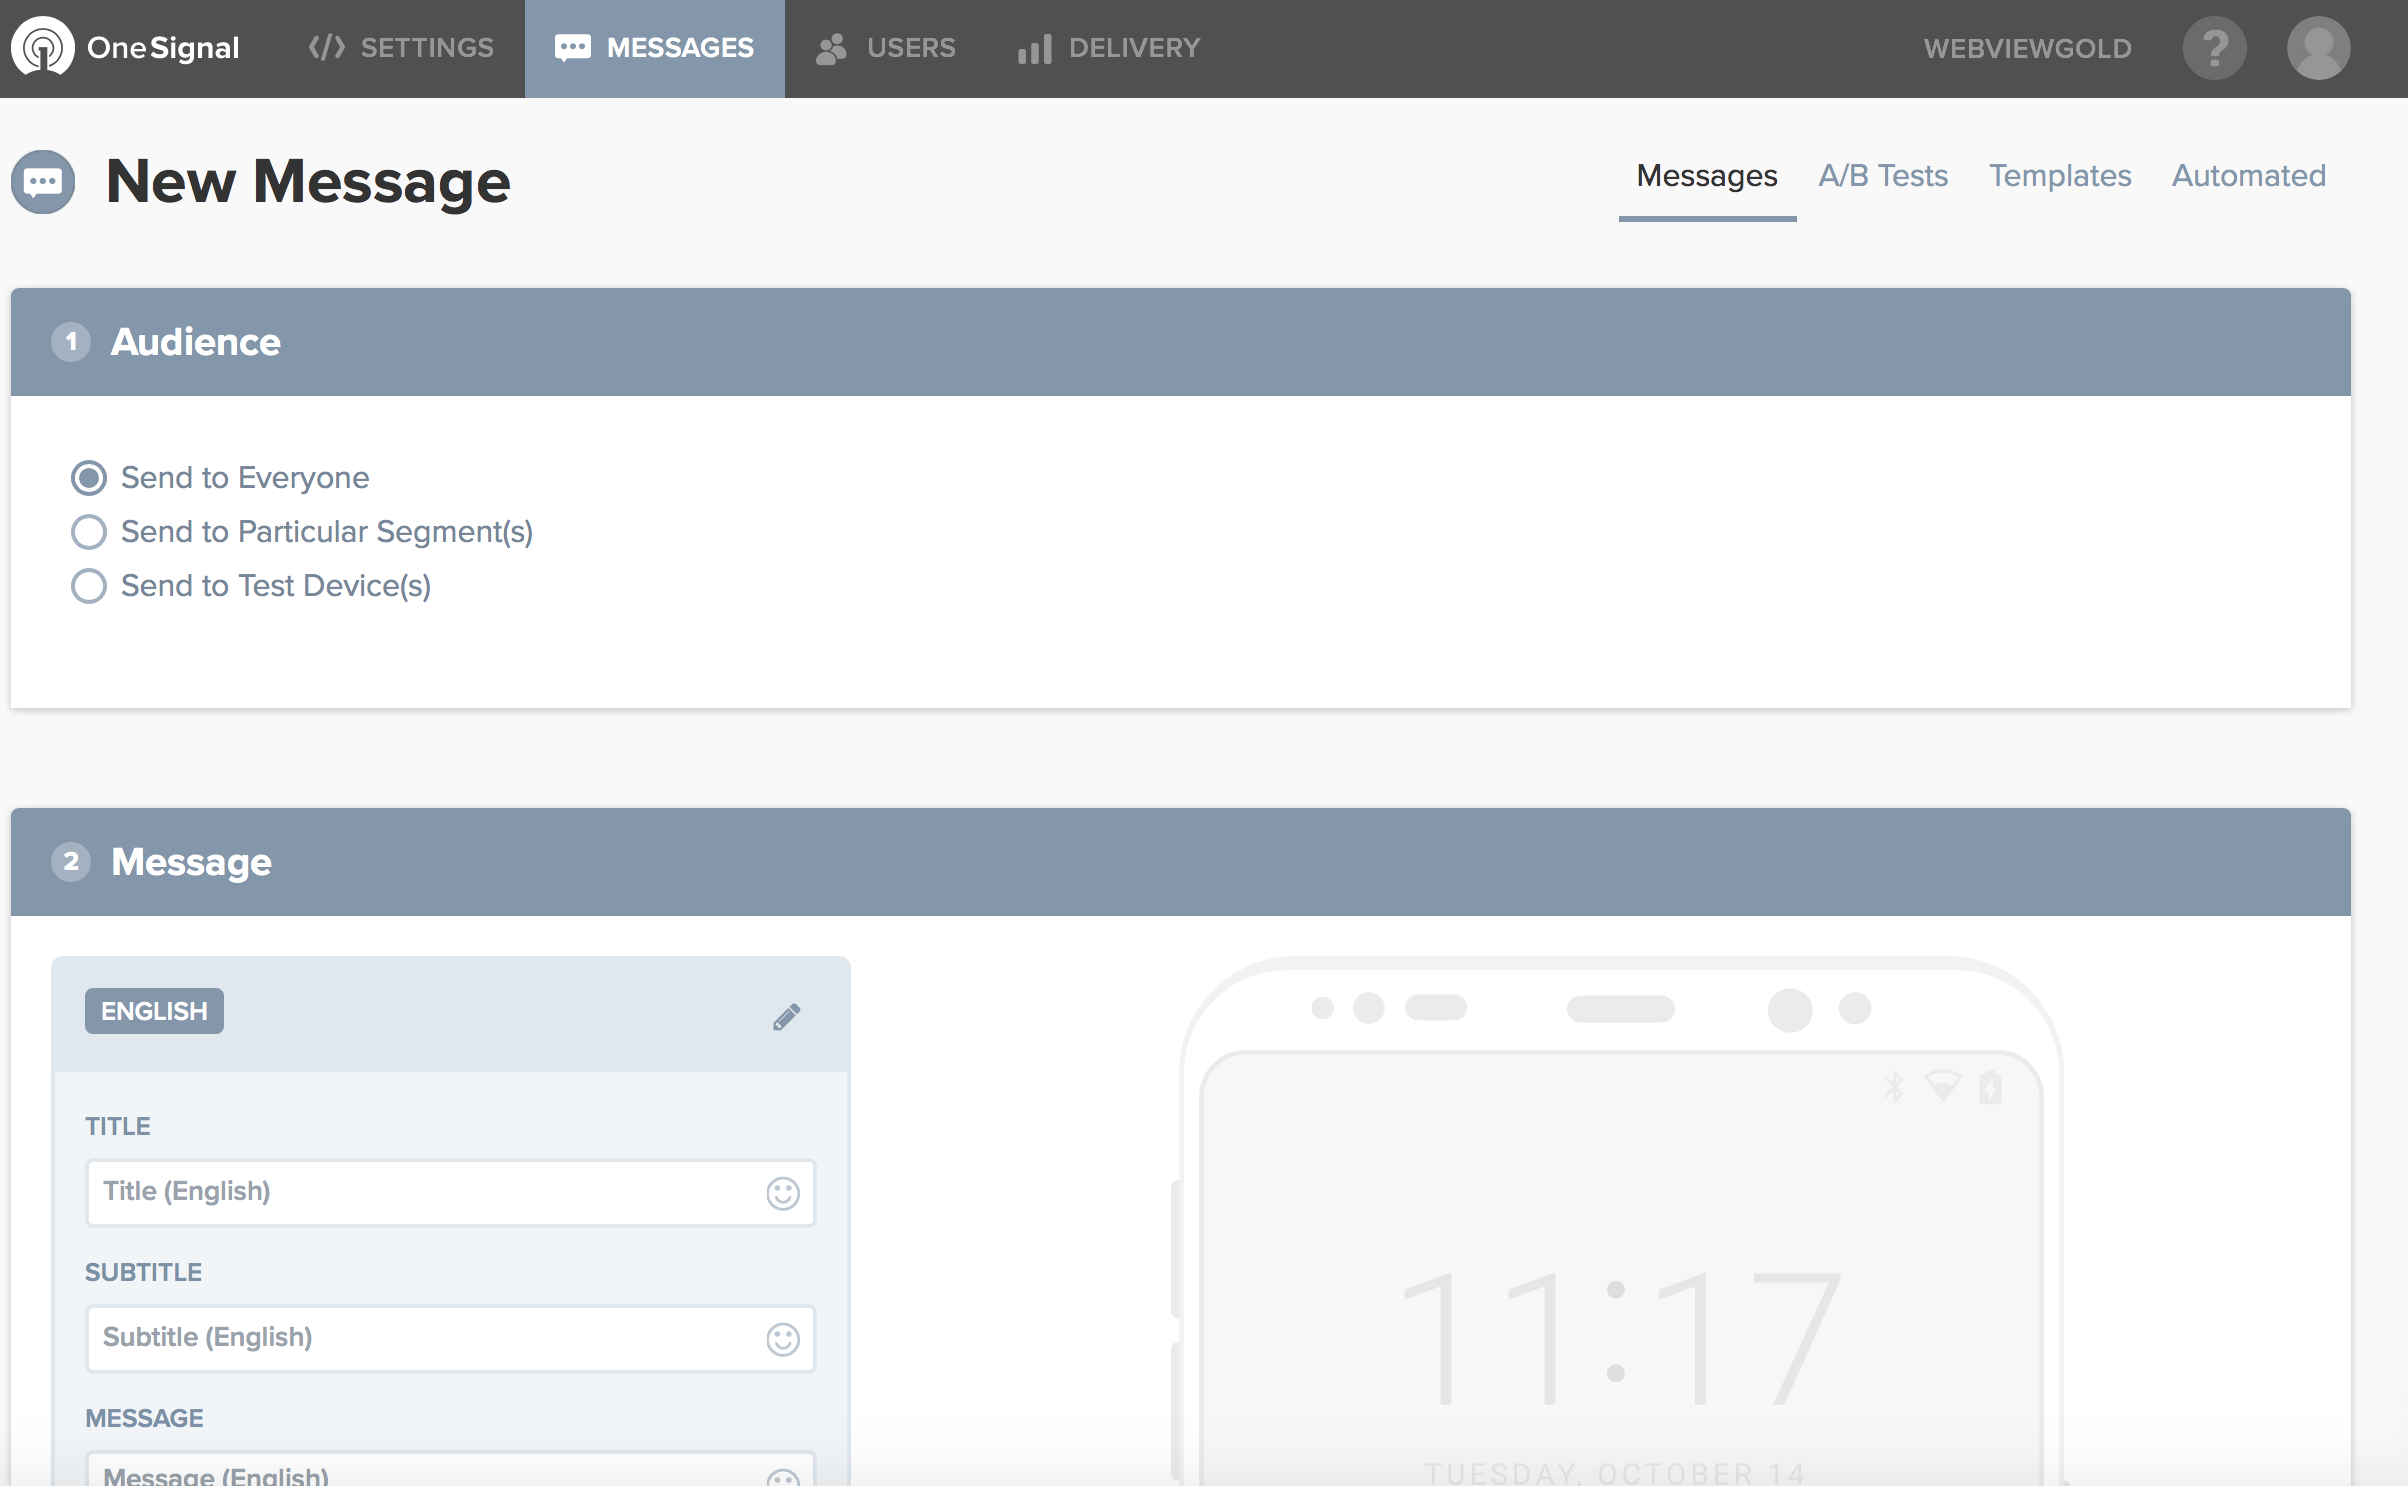 OneSignal
SETTINGS
MESSAGES
USERS
DELIVERY
WEBVIEWGOLD
?
New Message
Messages
A/B Tests
Templates
Automated
1 Audience
Send to Everyone
Send to Particular Segment(s)
Send to Test Device(s)
2 Message
ENGLISH
TITLE
Title (English)
SUBTITLE
Subtitle (English)
MESSAGE
Message (English)
11:17
TUESDAY, OCTOBER 14